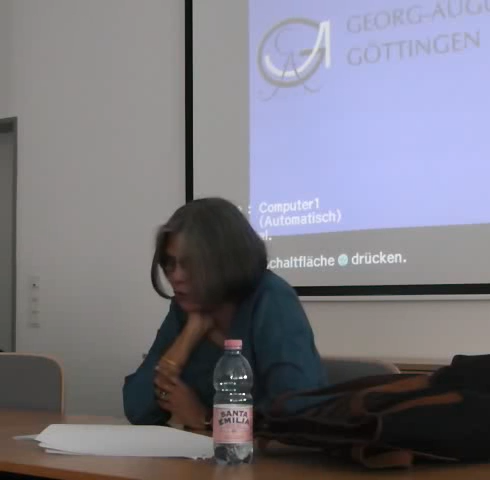 GEORG-AUGU
GÖTTINGEN
: Computer1
(Automatisch)
chaltfläche drücken.
SANTA
EMILIA